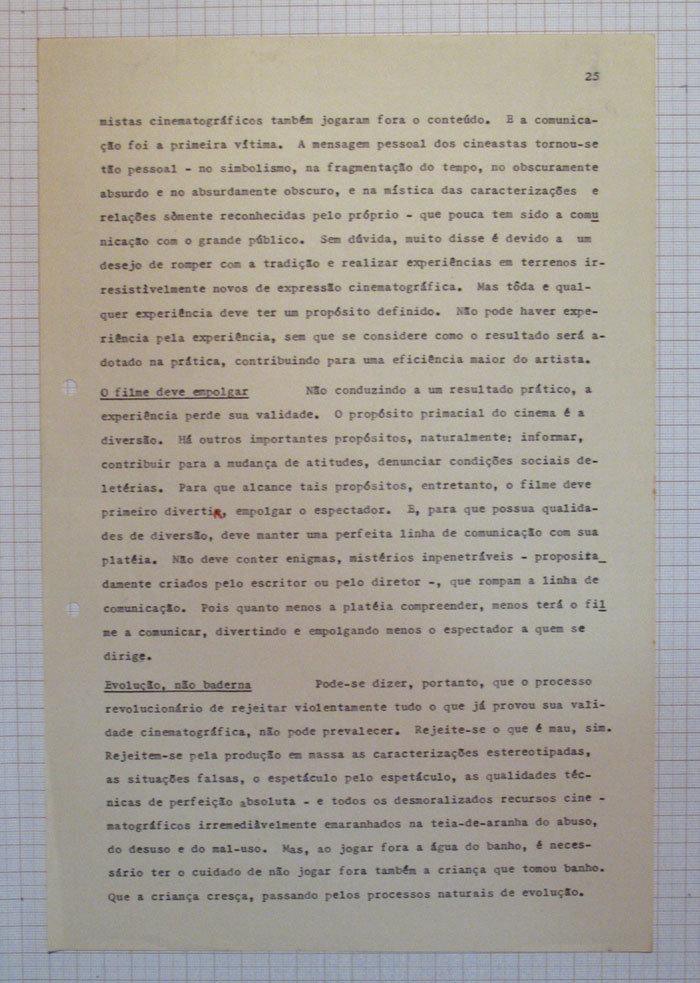 25
mistas cinematográficos também jogaram fora o conteúdo. E a comunica-
ção foi a primeira vítima. A mensagem pessoal dos cineastas tornou-se
tão pessoal - no simbolismo, na fragmentação do tempo, no obscuramente
absurdo e no absurdamente obscuro, e na mística das caracterizações e
relações sòmente reconhecidas pelo próprio - que pouca tem sido a comu
nicação com o grande público. Sem dúvida, muito disse é devido a um
desejo de romper com a tradição e realizar experiências em terrenos ir-
resistivelmente novos de expressão cinematográfica. Mas tôda e qual-
quer experiência deve ter um propósito definido. Não pode haver expe-
riência pela experiência, sem que se considere como o resultado será a-
dotado na prática, contribuindo para uma eficiência maior do artista.
O filme deve empolgar Não conduzindo a um resultado prático, a
experiência perde sua validade. O propósito primacial do cinema é a
diversão. Há outros importantes propósitos, naturalmente: informar,
contribuir para a mudança de atitudes, denunciar condições sociais de-
letérias. Para que alcance tais propósitos, entretanto, o filme deve
primeiro divertir, empolgar o espectador. E, para que possua qualida-
des de diversão, deve manter uma perfeita linha de comunicação com sua
platéia. Não deve conter enigmas, mistérios inpenetráveis - proposita_
damente criados pelo escritor ou pelo diretor -, que rompam a linha de
comunicação. Pois quanto menos a platéia compreender, menos terá o fil
me a comunicar, divertindo e empolgando menos o espectador a quem se
dirige.
Evolução, não baderna Pode-se dizer, portanto, que o processo
revolucionário de rejeitar violentamente tudo o que já provou sua vali-
dade cinematográfica, não pode prevalecer. Rejeite-se o que é mau, sim.
Rejeitem-se pela produção em massa as caracterizações estereotipadas,
as situações falsas, o espetáculo pelo espetáculo, as qualidades téc-
nicas de perfeição absoluta - e todos os desmoralizados recursos cine -
matográficos irremediàvelmente emaranhados na teia-de-aranha do abuso,
do desuso e do mal-uso. Mas, ao jogar fora a água do banho, é neces-
sário ter o cuidado de não jogar fora também a criança que tomou banho.
Que a criança cresça, passando pelos processos naturais de evolução.